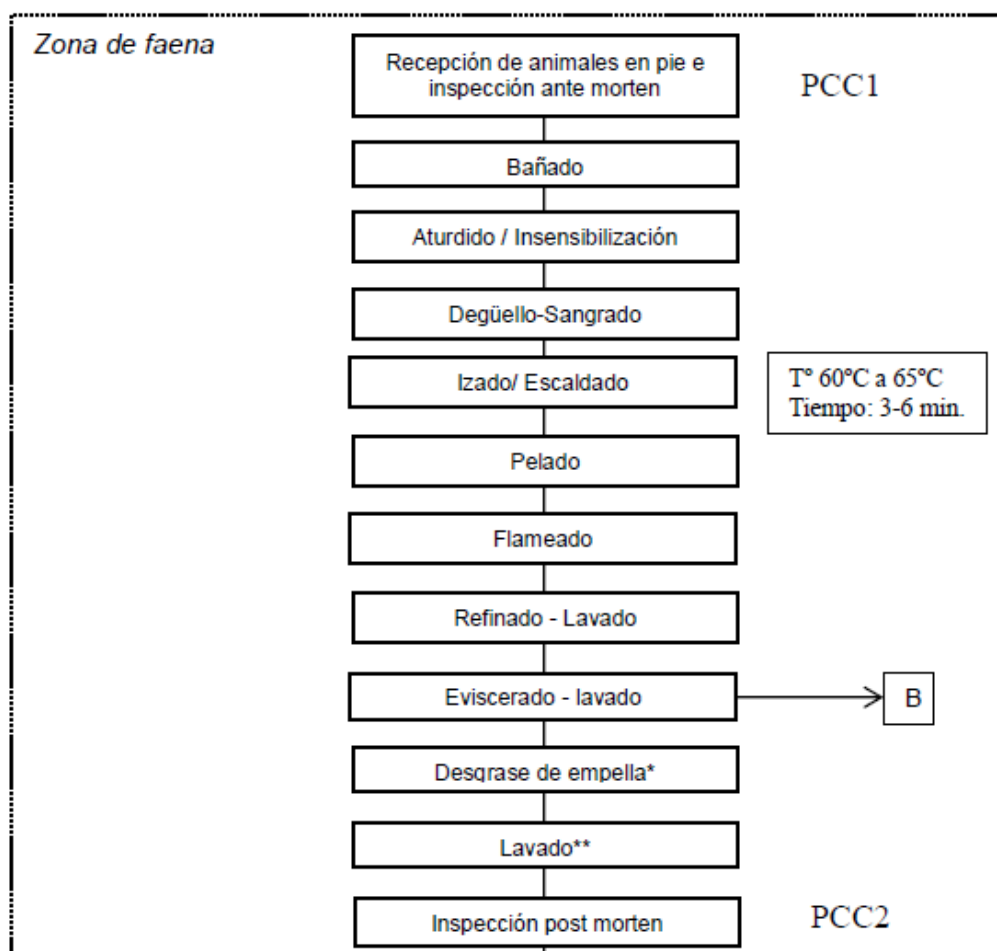 Zona de faena
Recepción de animales en pie e
inspección ante morten
PCC1
Bañado
Aturdido / Insensibilización
Degüello-Sangrado
Izado/ Escaldado
Tº 60ºC a 65ºC
Tiempo: 3-6 min.
Pelado
Flameado
Refinado - Lavado
Eviscerado - lavado
B
Desgrase de empella*
Lavado**
Inspección post morten
PCC2